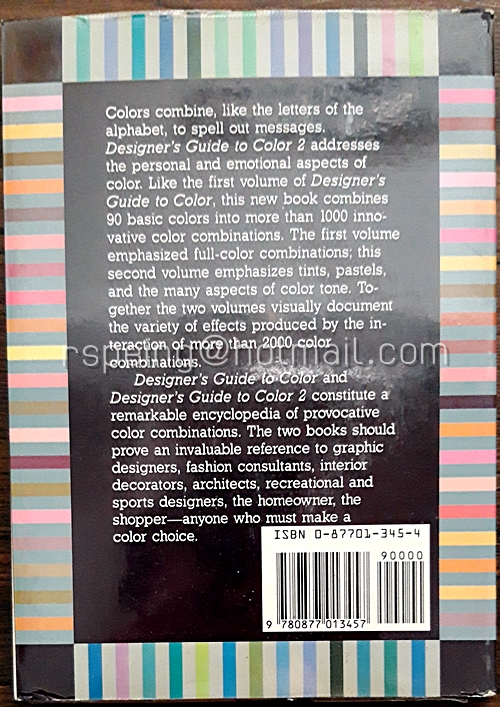 Colors combine, like the letters of the
alphabet, to spell out messages.
Designer's Guide to Color 2 addresses
the personal and emotional aspects of
color. Like the first volume of Designer's
Guide to Color, this new book combines
90 basic colors into more than 1000 inno-
vative color combinations. The first volume
emphasized full-color combinations; this
second volume emphasizes tints, pastels,
and the many aspects of color tone. To-
gether the two volumes visually document
the variety of effects produced by the in-
teraction of more than 2000 color
combinations.
Designer's Guide to Color and
Designer's Guide to Color 2 constitute a
remarkable encyclopedia of provocative
color combinations. The two books should
prove an invaluable reference to graphic
designers, fashion consultants, interior
decorators, architects, recreational and
sports designers, the homeowner, the
shopper—anyone who must make a
color choice.
ISBN 0-87701-345-4
90000
9 780877 013457